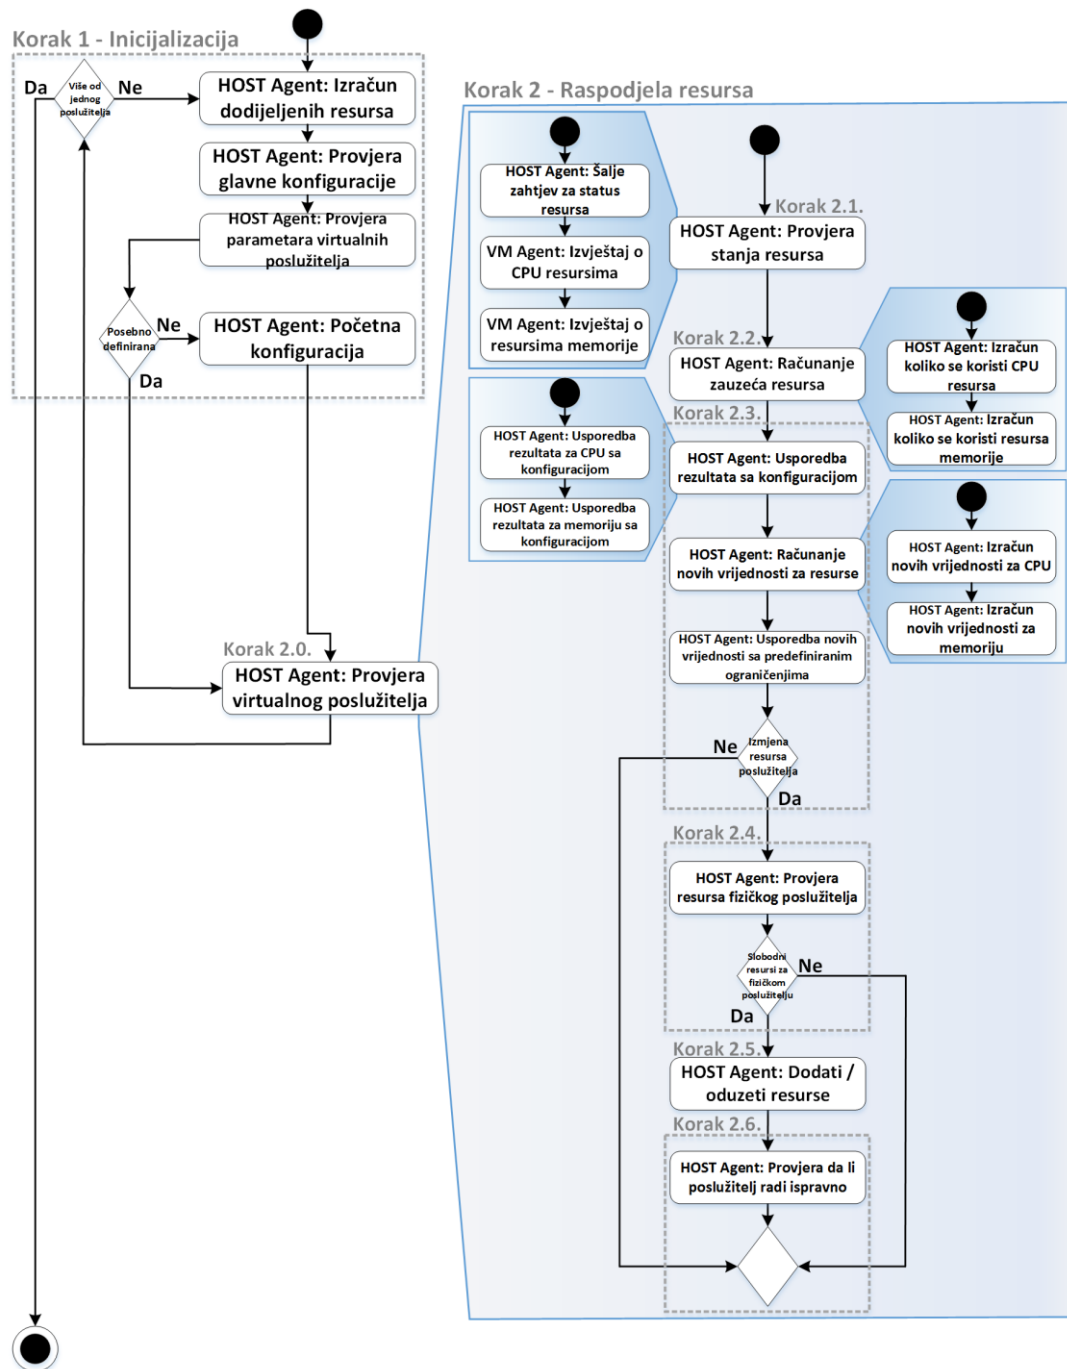 Korak 1 - Inicijalizacija
Da
Više od
jednog
poslužitelja
Ne
HOST Agent: Izračun
dodijeljenih resursa
HOST Agent: Provjera
glavne konfiguracije
HOST Agent: Provjera
parametara virtualnih
poslužitelja
Posebno
definirana
Ne
Da
HOST Agent: Početna
konfiguracija
Korak 2.0.
HOST Agent: Provjera
virtualnog poslužitelja
Korak 2 - Raspodjela resursa
HOST Agent: Šalje
zahtjev za status
resursa
VM Agent: Izvještaj o
CPU resursima
VM Agent: Izvještaj o
resursima memorije
Korak 2.1.
HOST Agent: Provjera
stanja resursa
Korak 2.2.
HOST Agent: Računanje
zauzeća resursa
HOST Agent: Izračun
koliko se koristi CPU
resursa
HOST Agent: Izračun
koliko se koristi resursa
memorije
Korak 2.3.
HOST Agent: Usporedba
rezultata za CPU sa
konfiguracijom
HOST Agent: Usporedba
rezultata za memoriju sa
konfiguracijom
HOST Agent: Usporedba
rezultata sa konfiguracijom
HOST Agent: Računanje
novih vrijednosti za resurse
HOST Agent: Izračun
novih vrijednosti za CPU
HOST Agent: Izračun
novih vrijednosti za
memoriju
HOST Agent: Usporedba novih
vrijednosti sa predefiniranim
ograničenjima
Ne
Izmjena
resursa
poslužitelja
Da
Korak 2.4.
HOST Agent: Provjera
resursa fizičkog poslužitelja
Slobodni
resursi za
fizičkom
poslužitelju
Ne
Da
Korak 2.5.
HOST Agent: Dodati /
oduzeti resurse
Korak 2.6.
HOST Agent: Provjera da li
poslužitelj radi ispravno